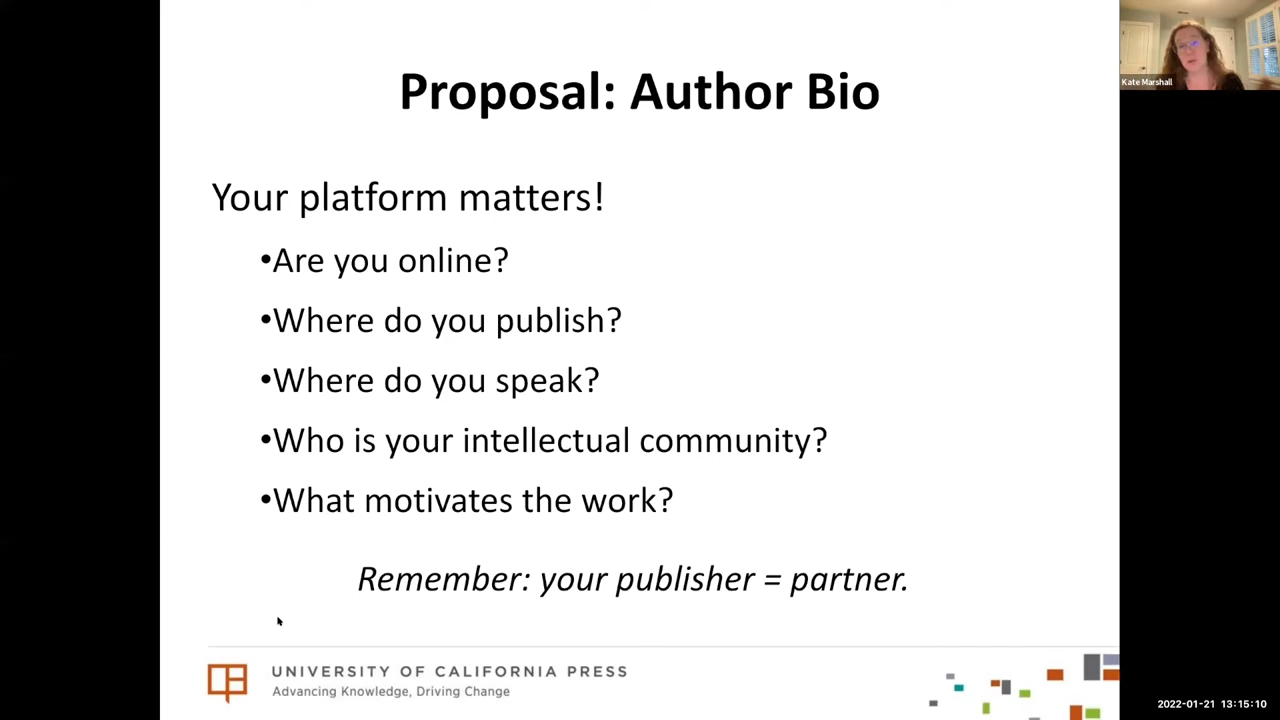 Proposal: Author Bio
Kate Marshall
Your platform matters!
•Are you online?
•Where do you publish?
•Where do you speak?
•Who is your intellectual community?
•What motivates the work?
Remember: your publisher = partner.
UNIVERSITY OF CALIFORNIA PRESS
Advancing Knowledge, Driving Change
2022-01-21 13:15:10